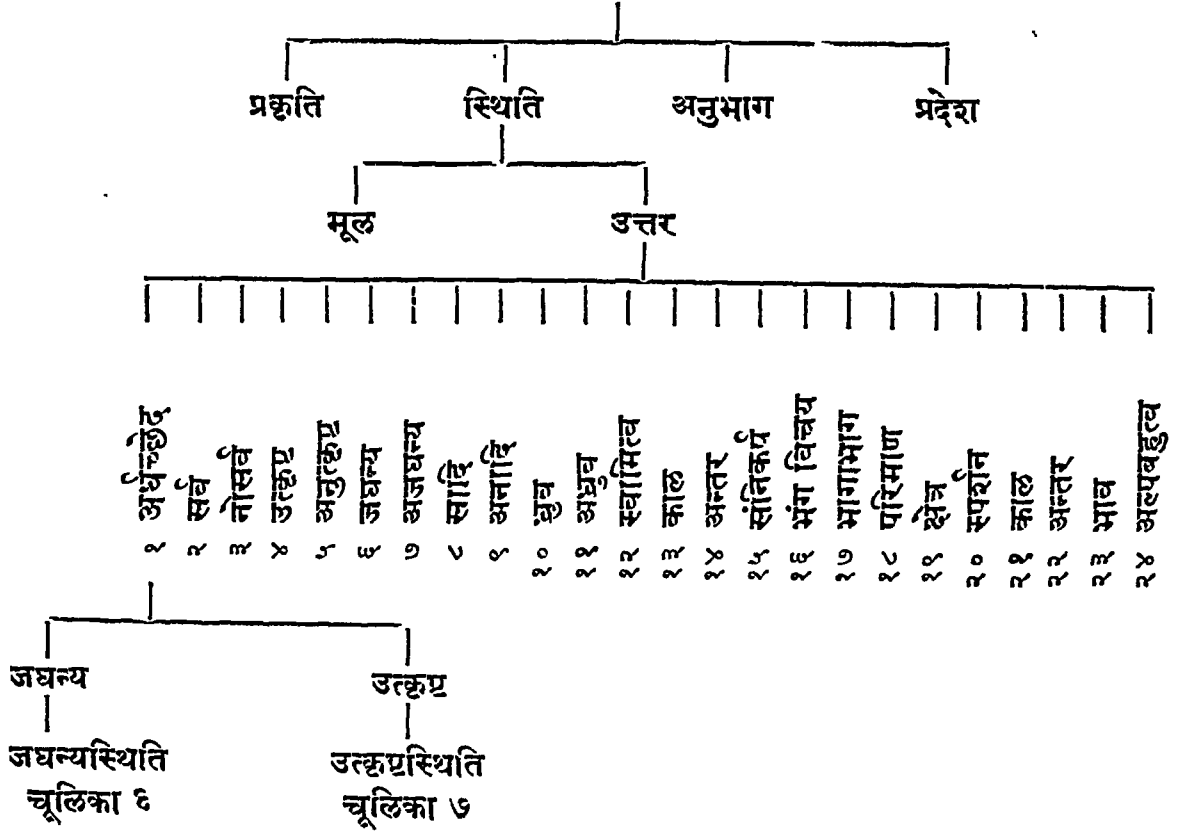 प्रकृति स्थिति अनुभाग प्रदेश
मूल उत्तर
१ अर्धच्छेद
२ सर्व
३ नोसर्व
४ उत्कृष्ट
५ अनुत्कृष्ट
६ जघन्य
७ अजघन्य
८ सादि
९ अनादि
१० ध्रुव
११ अध्रुव
१२ स्वामित्व
१३ काल
१४ अन्तर
१५ संनिकर्ष
१६ भंग विचय
१७ भागाभाग
१८ परिमाण
१९ क्षेत्र
२० स्पर्शन
२१ काल
२२ अन्तर
२३ भाव
२४ अल्पबहुत्व
जघन्य उत्कृष्ट
जघन्यस्थिति उत्कृष्टस्थिति
चूलिका ६ चूलिका ७